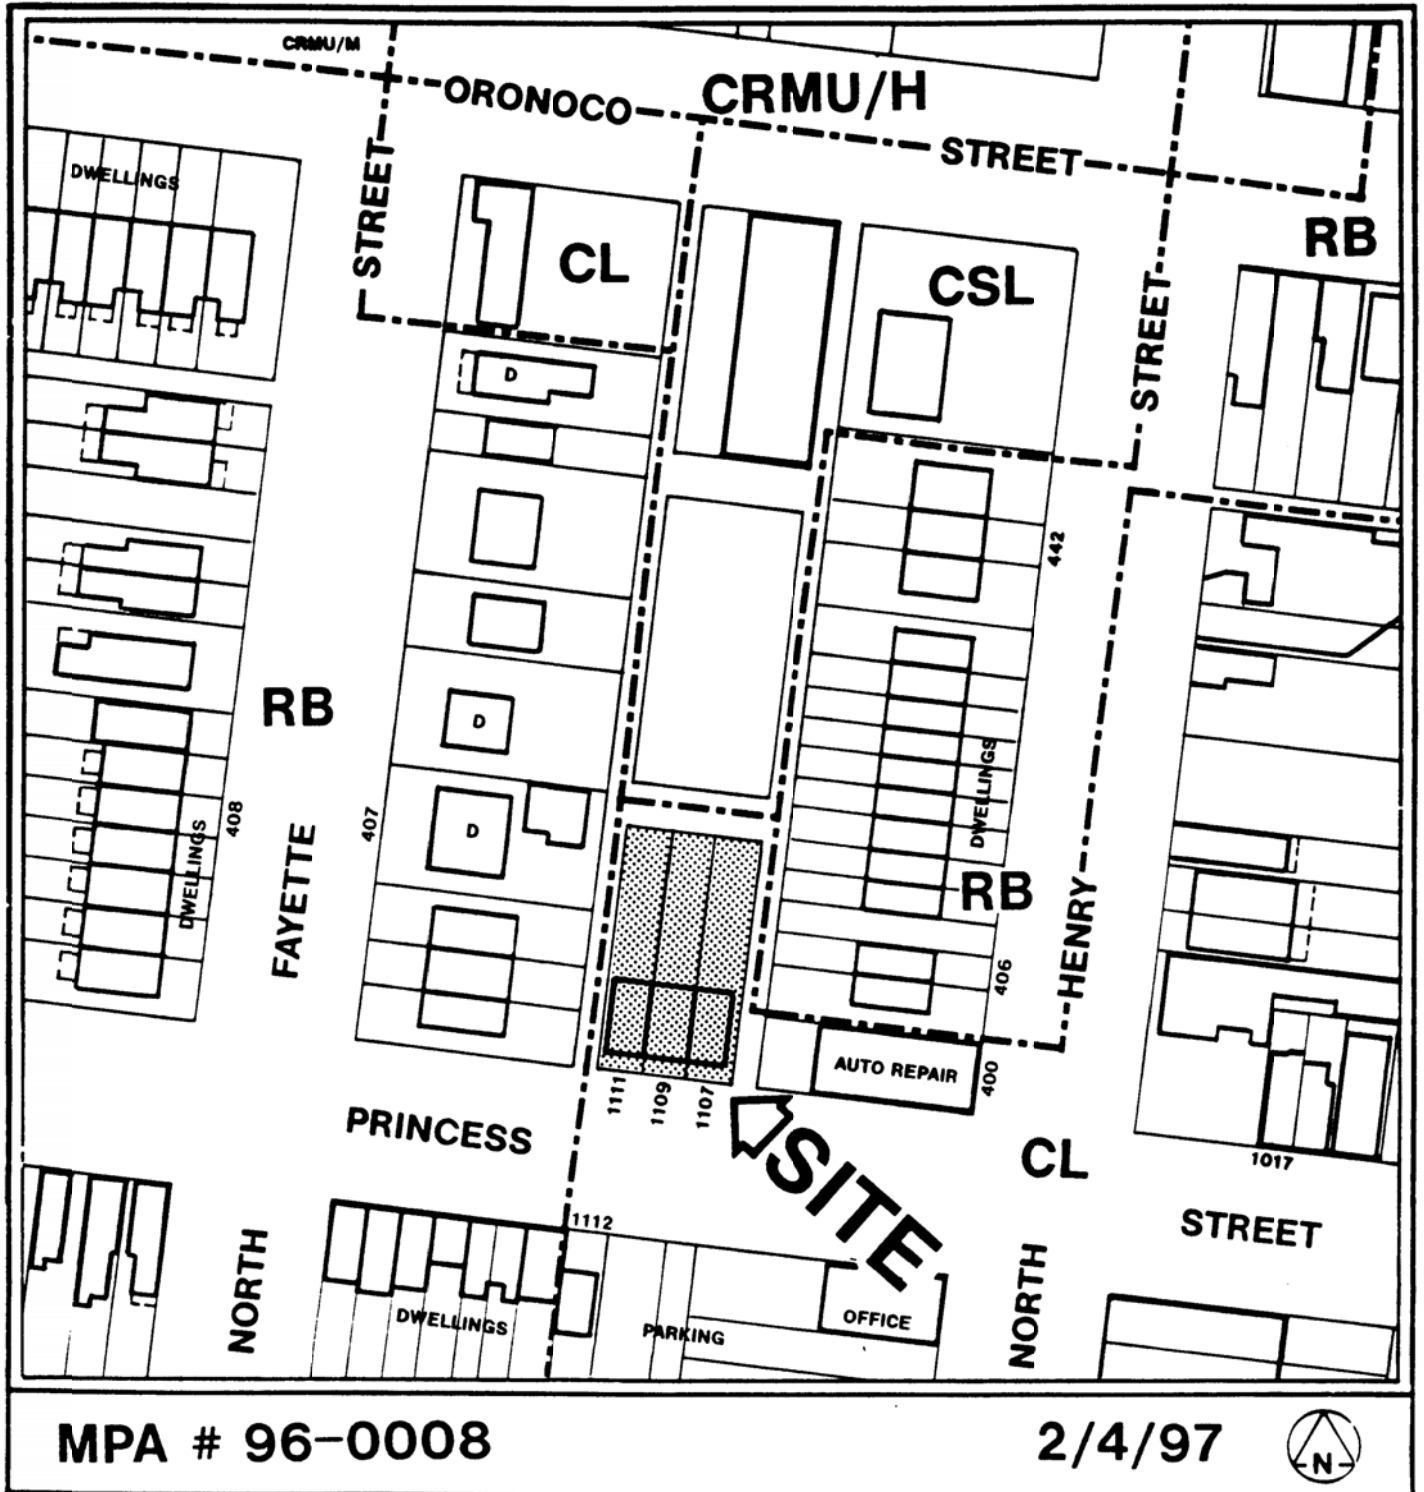 CRMU/M
ORONOCO
CRMU/H
STREET
DWELLINGS
STREET
CL
CSL
STREET
RB
D
442
RB
D
D
408
DWELLINGS
407
FAYETTE
DWELLINGS
RB
HENRY
406
AUTO REPAIR
400
1111
1109
1107
SITE
PRINCESS
CL
1017
STREET
1112
NORTH
DWELLINGS
PARKING
OFFICE
NORTH
MPA # 96-0008
2/4/97
N